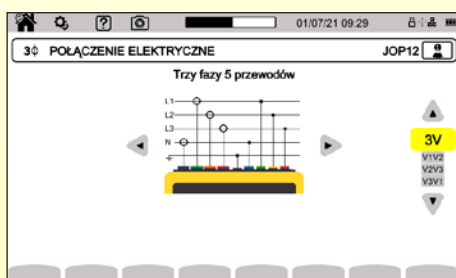 01/07/21 09:29
3ф POŁĄCZENIE ELEKTRYCZNE JOP12
Trzy fazy 5 przewodów
L1
L2
L3
N
3V
V1V2
V2V3
V3V1